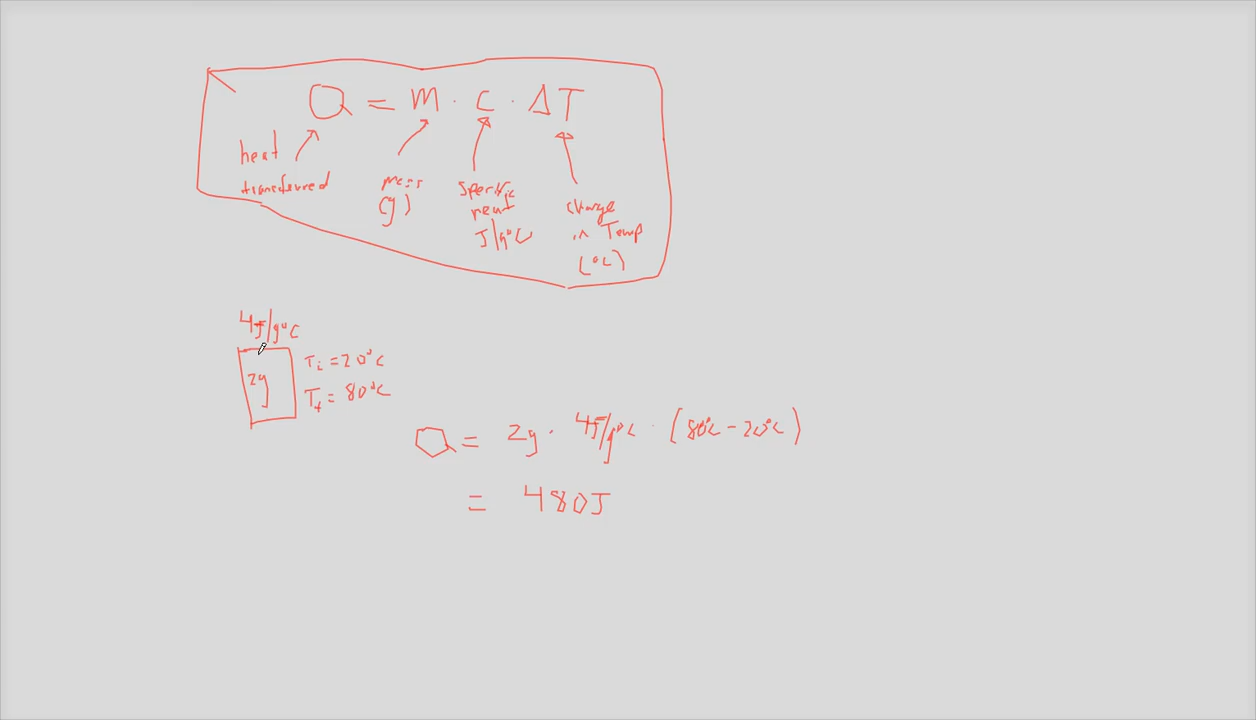 Q = m · c · ΔT
heat transferred
mass (g)
specific heat J/g°C
change in Temp (°C)
4J/g°C
2g
Ti = 20°C
Tf = 80°C
Q = 2g · 4J/g°C · (80°C - 20°C)
= 480J